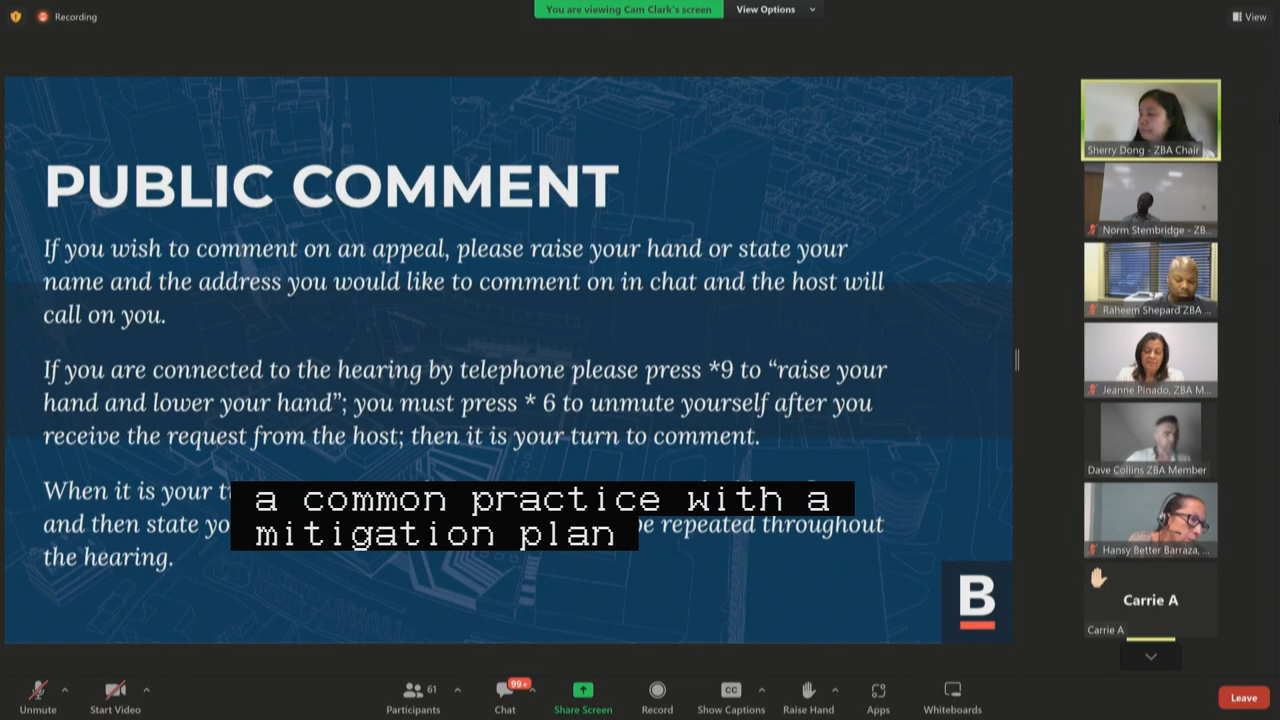 Recording
You are viewing Cam Clark's screen
View Options
View
PUBLIC COMMENT
If you wish to comment on an appeal, please raise your hand or state your
name and the address you would like to comment on in chat and the host will
call on you.
If you are connected to the hearing by telephone please press *9 to “raise your
hand and lower your hand”; you must press * 6 to unmute yourself after you
receive the request from the host; then it is your turn to comment.
When it is your
and then state be repeated throughout
the hearing.
a common practice with a
mitigation plan
B
Sherry Dong - ZBA Chair
Norm Stembridge - ZB...
Raheem Shepard ZBA ...
Jeanne Pinado, ZBA M...
Dave Collins ZBA Member
Hansy Better Barraza, ...
Carrie A
Carrie A
Unmute
Start Video
61
Participants
99+
Chat
Share Screen
Record
CC
Show Captions
Raise Hand
Apps
Whiteboards
Leave